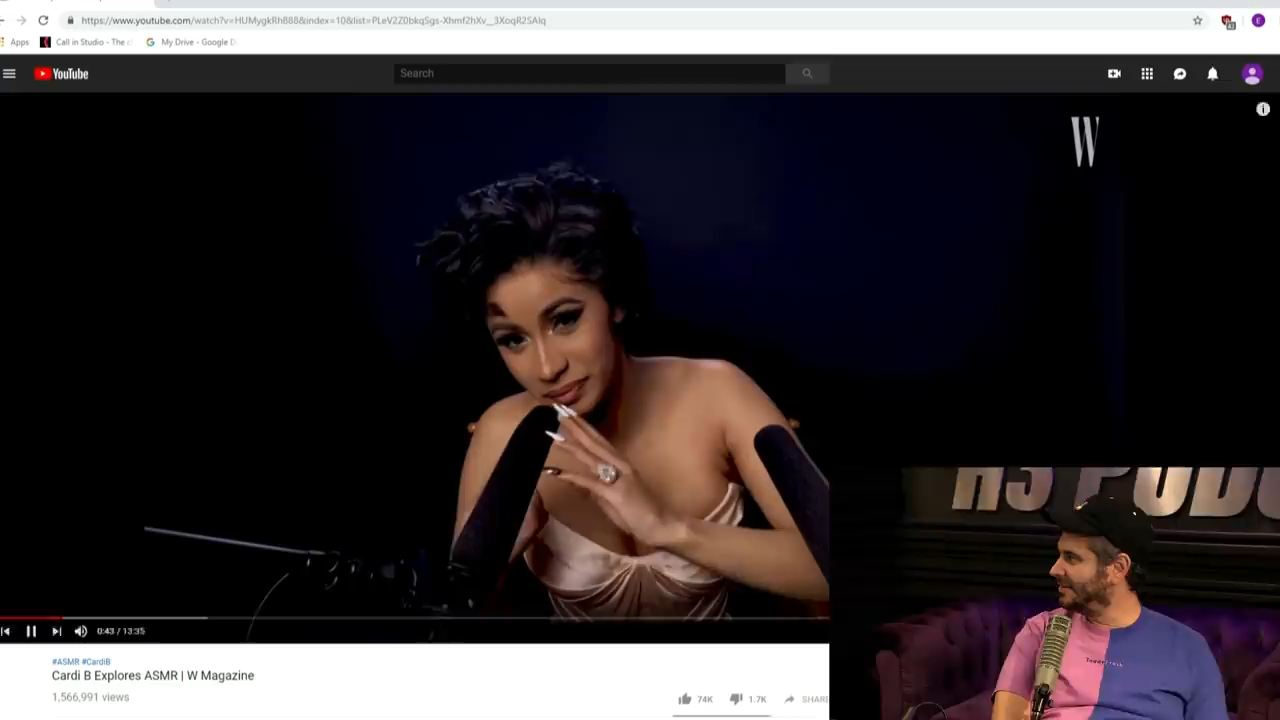 https://www.youtube.com/watch?v=HUMygkRh888&index=10&list=PLeV2Z0bkqSgs-Xhmf2hXv__3XoqR2SAlq
Apps Call in Studio - The My Drive - Google D
YouTube
Search
W
0:43 / 13:35
#ASMR #CardiB
Cardi B Explores ASMR | W Magazine
1,566,991 views
74K 1.7K SHARE
H3 PODC